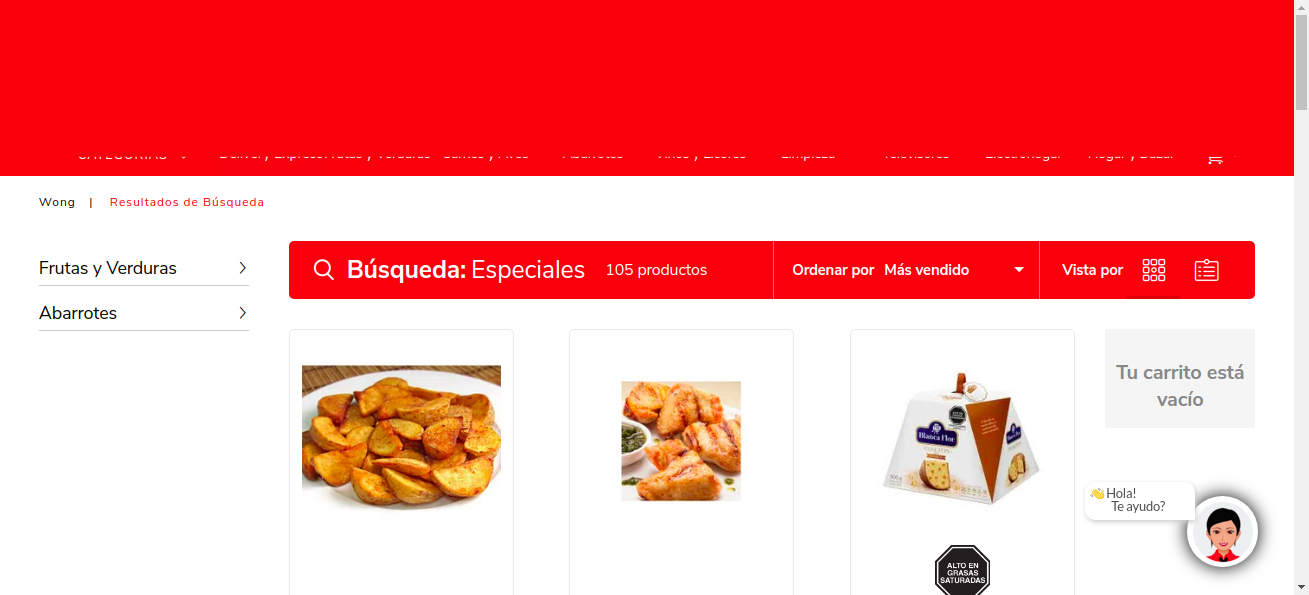 CATEGORÍAS Delivery Express Frutas y Verduras Carnes y Aves Abarrotes Vinos y Licores Limpieza Televisores Electrohogar Hogar y Bazar
Wong | Resultados de Búsqueda
Frutas y Verduras
Abarrotes
Búsqueda: Especiales 105 productos Ordenar por Más vendido Vista por
Tu carrito está
vacío
Blanca Flor
PANETÓN
ALTO EN
GRASAS
SATURADAS
👋 Hola!
Te ayudo?